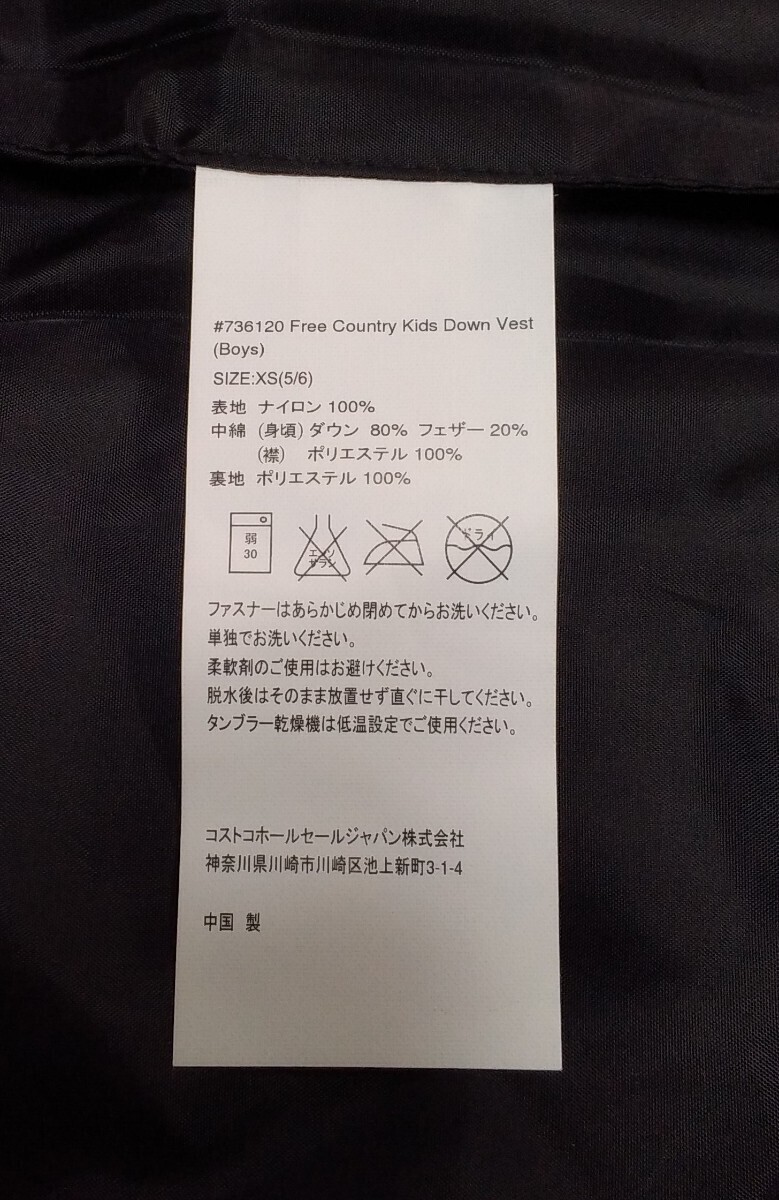 #736120 Free Country Kids Down Vest
(Boys)
SIZE:XS(5/6)
表地 ナイロン 100%
中綿 (身頃) ダウン 80% フェザー 20%
(襟) ポリエステル 100%
裏地 ポリエステル 100%
弱
30
エンソ
サラシ
ドライ
ファスナーはあらかじめ閉めてからお洗いください。
単独でお洗いください。
柔軟剤のご使用はお避けください。
脱水後はそのまま放置せず直ぐに干してください。
タンブラー乾燥機は低温設定でご使用ください。
コストコホールセールジャパン株式会社
神奈川県川崎市川崎区池上新町3-1-4
中国 製